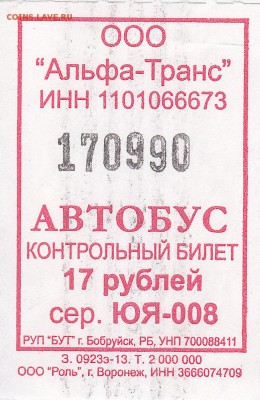 COINS.LAVE.RU
ООО
"Альфа-Транс"
ИНН 1101066673
170990
АВТОБУС
КОНТРОЛЬНЫЙ БИЛЕТ
17 рублей
сер. ЮЯ-008
РУП "БУТ" г. Бобруйск, РБ, УНП 700088411
З. 0923з-13. Т. 2 000 000
ООО "Роль", г. Воронеж, ИНН 3666074709